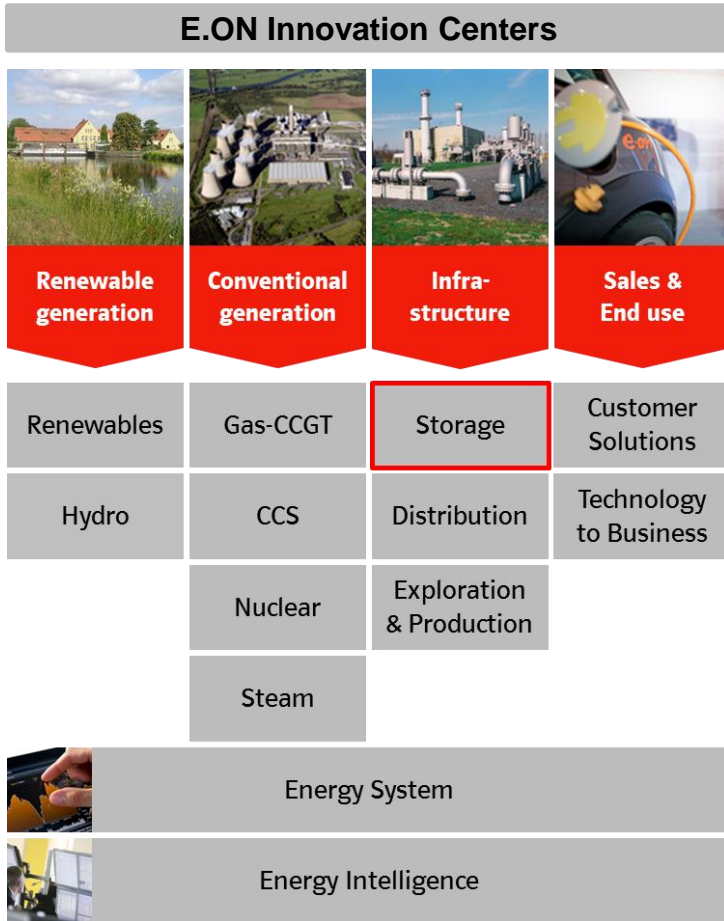 E.ON Innovation Centers
e.on
Renewable
generation
Conventional
generation
Infra-
structure
Sales &
End use
Renewables
Gas-CCGT
Storage
Customer
Solutions
Hydro
CCS
Distribution
Technology
to Business
Nuclear
Exploration
& Production
Steam
Energy System
Energy Intelligence